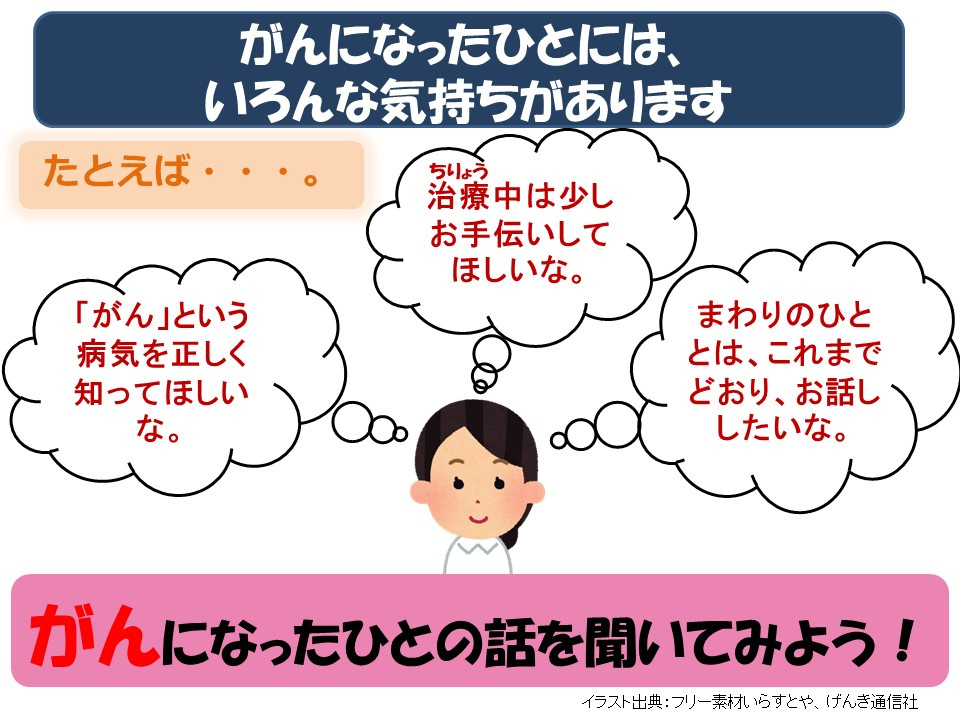 がんになったひとには、
いろんな気持ちがあります
たとえば・・・。
ちりょう
治療中は少し
お手伝いして
ほしいな。
「がん」という
病気を正しく
知ってほしい
な。
まわりのひと
とは、これまで
どおり、お話し
したいな。
がんになったひとの話を聞いてみよう！
イラスト出典：フリー素材いらすとや、げんき通信社